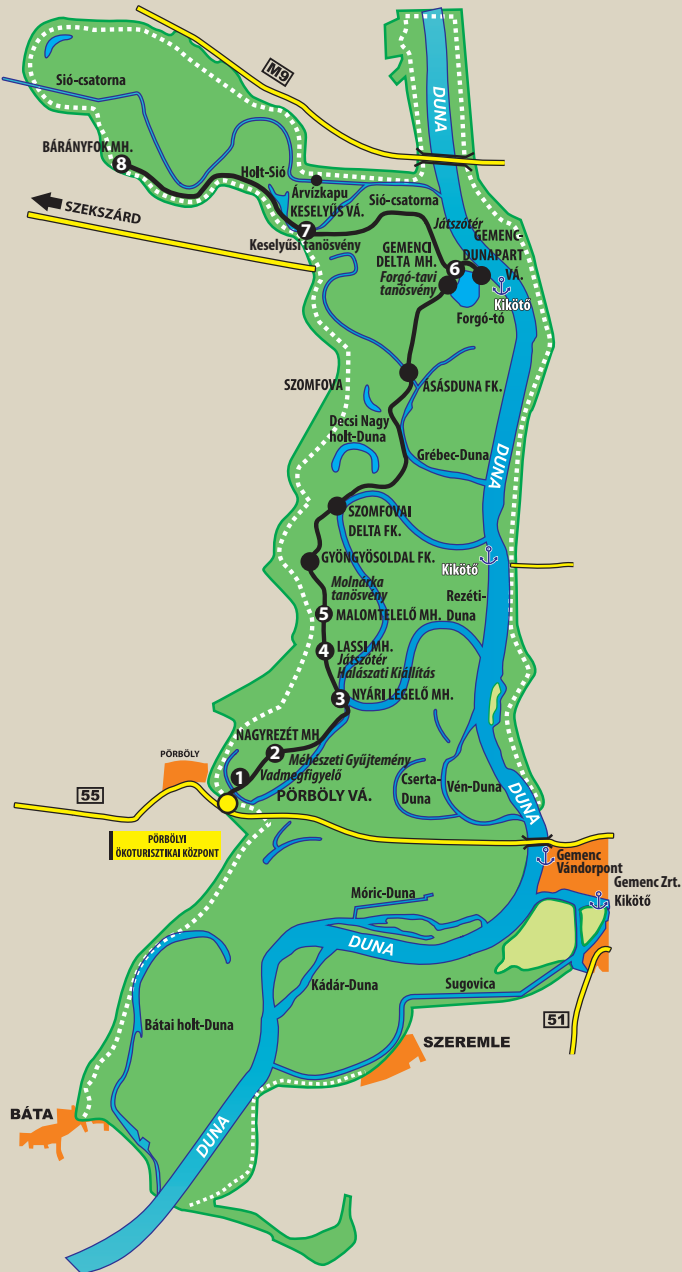 M9
DUNA
Sió-csatorna
BÁRÁNYFOK MH.
8
Holt-Sió
Árvízkapu
KESELYŰS VÁ.
SZEKSZÁRD
7
Keselyűsi tanösvény
Sió-csatorna
Játszótér
GEMENC-
DUNAPART
VÁ.
GEMENCI
DELTA MH.
6
Forgó-tavi
tanösvény
Kikötő
Forgó-tó
SZOMFOVA
ASÁSDUNA FK.
Decsi Nagy
holt-Duna
Grébec-Duna
DUNA
SZOMFOVAI
DELTA FK.
GYÖNGYÖSOLDAL FK.
Kikötő
Molnárka
tanösvény
Rezéti-
Duna
5
MALOMTELELŐ MH.
4
LASSI MH.
Játszótér
Halászati Kiállítás
3
NYÁRI LEGELŐ MH.
NAGYREZÉT MH.
2
Méhészeti Gyűjtemény
PÖRBÖLY
1
Vadmegfigyelő
Cserta-
Duna
Vén-Duna
PÖRBÖLY VÁ.
55
DUNA
PÖRBÖLYI
ÖKOTURISZTIKAI KÖZPONT
Gemenc
Vándorpont
Gemenc Zrt.
Kikötő
Móric-Duna
DUNA
Kádár-Duna
Sugovica
51
Bátai holt-Duna
SZEREMLE
BÁTA
DUNA